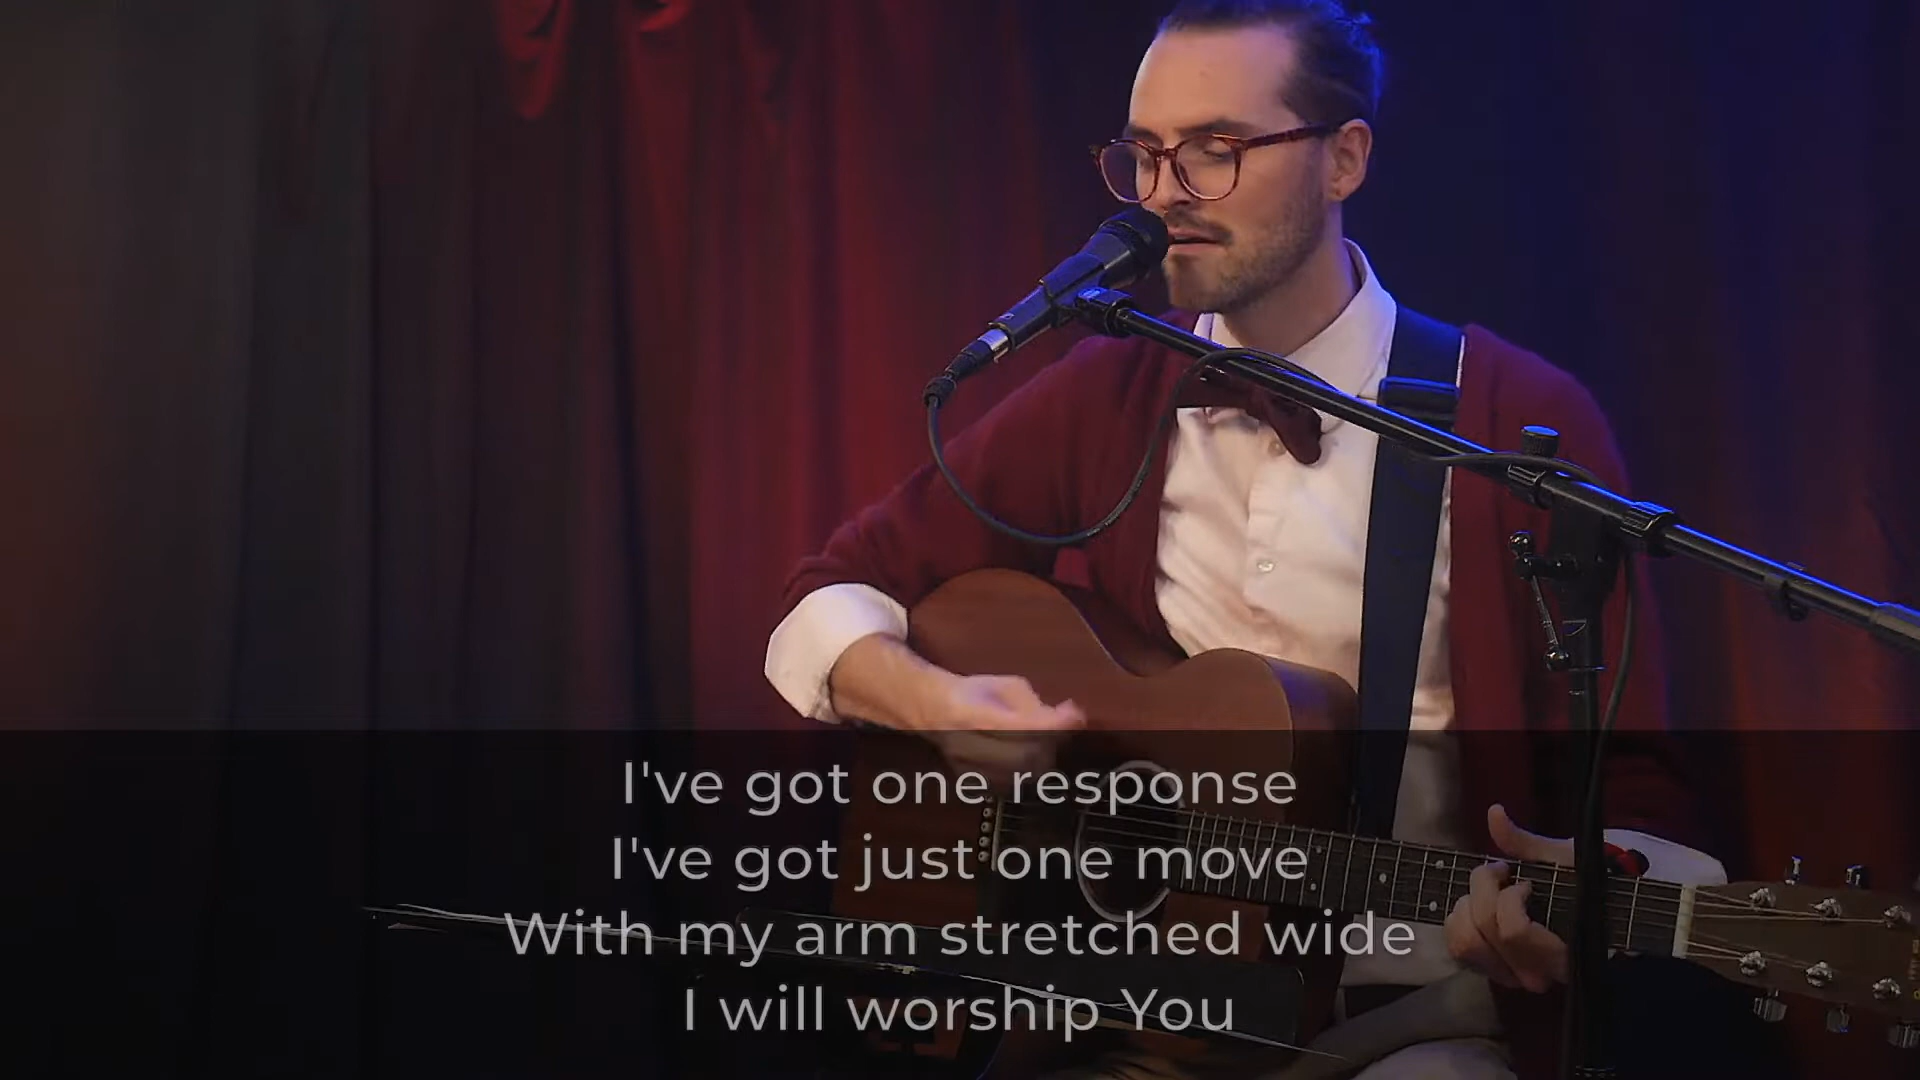 I've got one response
I've got just one move
With my arm stretched wide
I will worship You